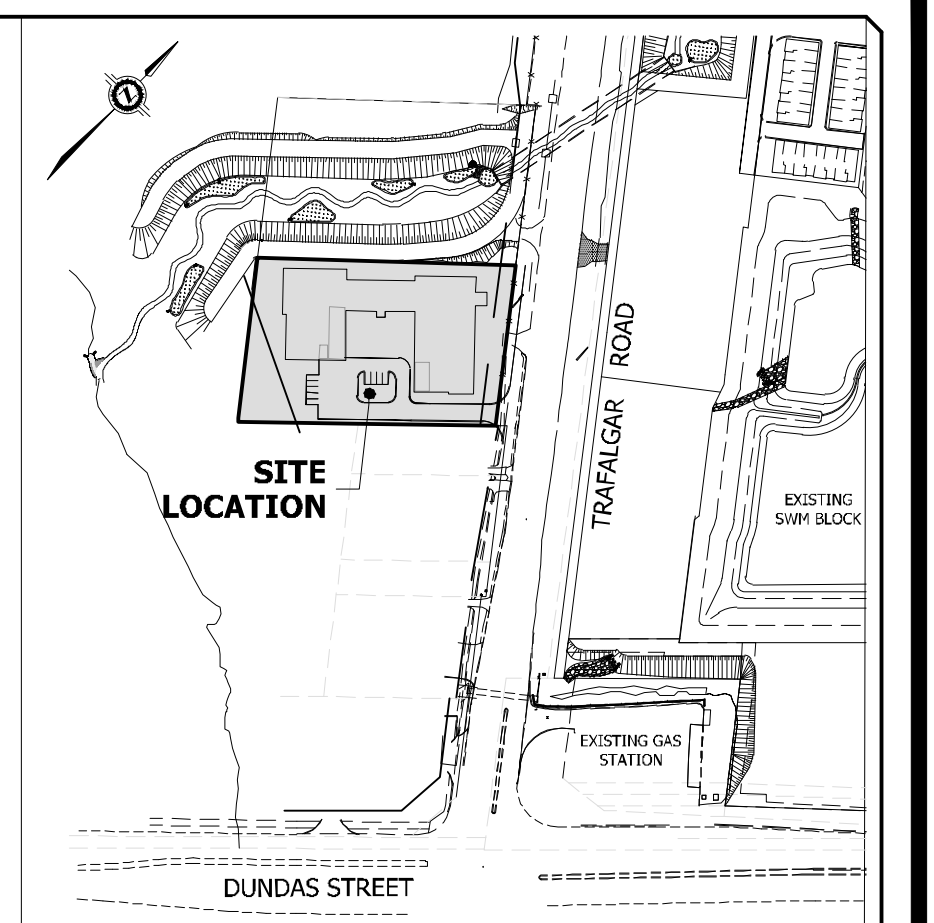 N
ROAD
TRAFALGAR
SITE
LOCATION
EXISTING
SWM BLOCK
EXISTING GAS
STATION
DUNDAS STREET